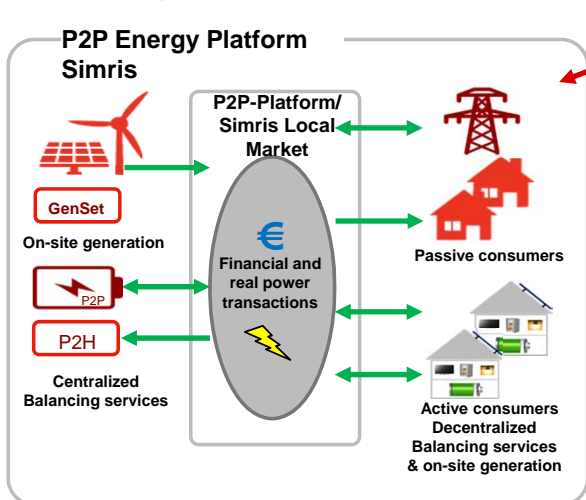 P2P Energy Platform
Simris
P2P-Platform/
Simris Local
Market
GenSet
On-site generation
€
Financial and
real power
transactions
Passive consumers
P2P
P2H
Centralized
Balancing services
Active consumers
Decentralized
Balancing services
& on-site generation